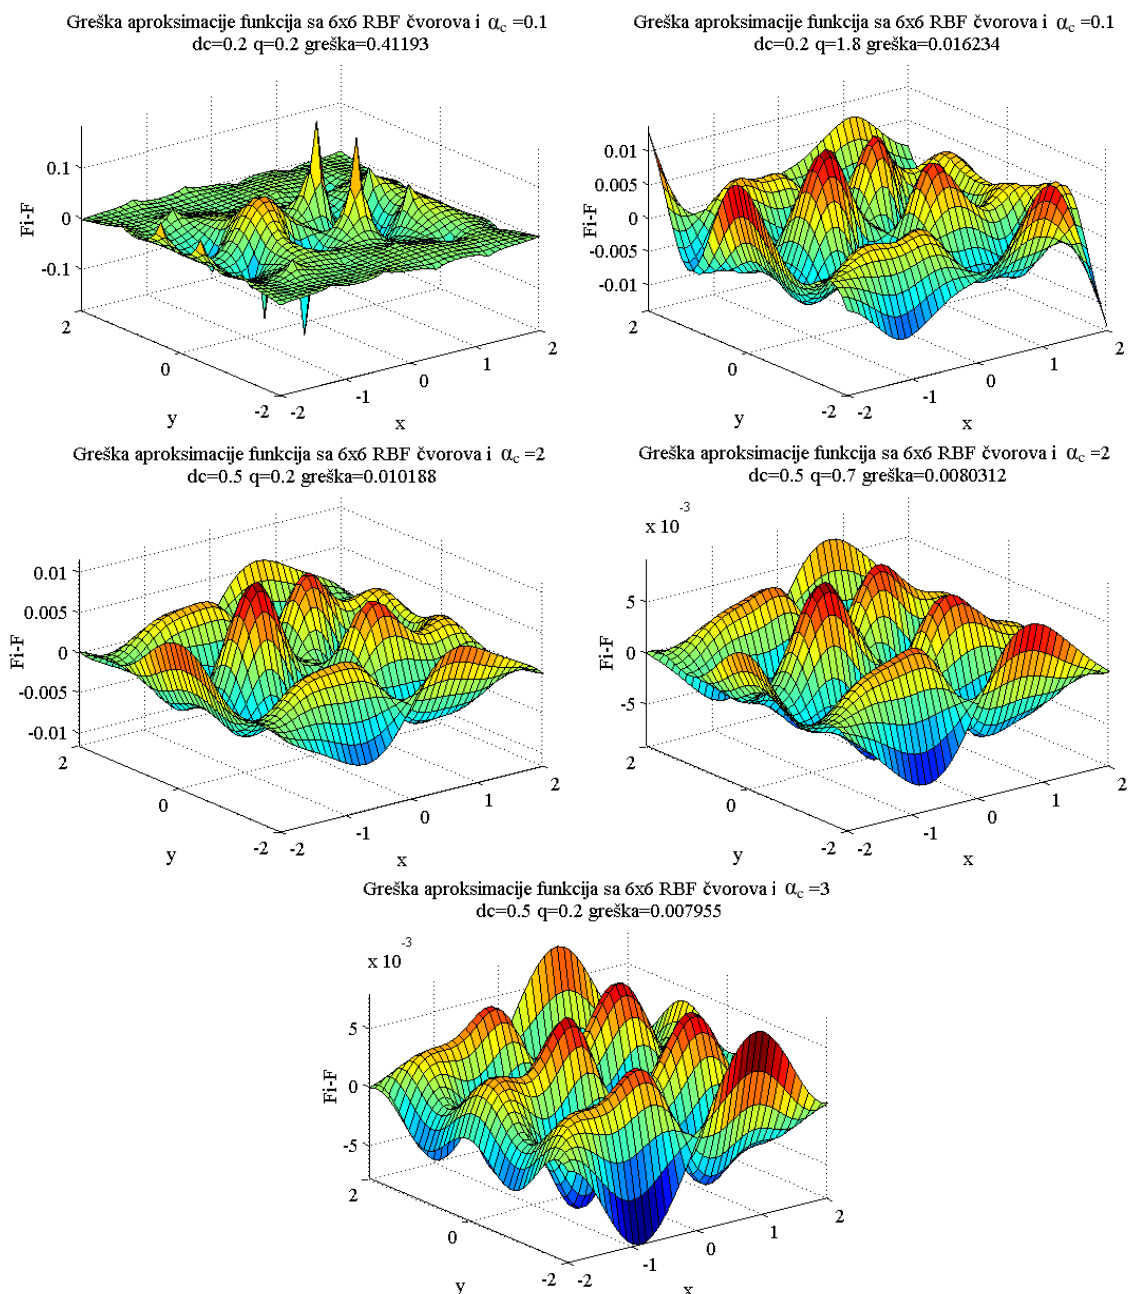 Greška aproksimacije funkcija sa 6x6 RBF čvorova i α_c =0.1
dc=0.2 q=0.2 greška=0.41193
0.1
0
-0.1
Fi-F
2
0
-2
y
-2
-1
0
1
2
x
Greška aproksimacije funkcija sa 6x6 RBF čvorova i α_c =0.1
dc=0.2 q=1.8 greška=0.016234
0.01
0.005
0
-0.005
-0.01
Fi-F
2
0
-2
y
-2
-1
0
1
2
x
Greška aproksimacije funkcija sa 6x6 RBF čvorova i α_c =2
dc=0.5 q=0.2 greška=0.010188
0.01
0.005
0
-0.005
-0.01
Fi-F
2
0
-2
y
-2
-1
0
1
2
x
Greška aproksimacije funkcija sa 6x6 RBF čvorova i α_c =2
dc=0.5 q=0.7 greška=0.0080312
x 10^-3
5
0
-5
Fi-F
2
0
-2
y
-2
-1
0
1
2
x
Greška aproksimacije funkcija sa 6x6 RBF čvorova i α_c =3
dc=0.5 q=0.2 greška=0.007955
x 10^-3
5
0
-5
Fi-F
2
0
-2
y
-2
-1
0
1
2
x